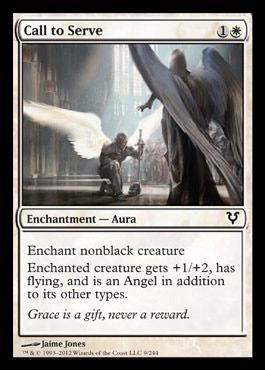 Call to Serve 1
Enchantment — Aura
Enchant nonblack creature
Enchanted creature gets +1/+2, has
flying, and is an Angel in addition
to its other types.
Grace is a gift, never a reward.
Jaime Jones
™ & © 1993–2012 Wizards of the Coast LLC 9/244